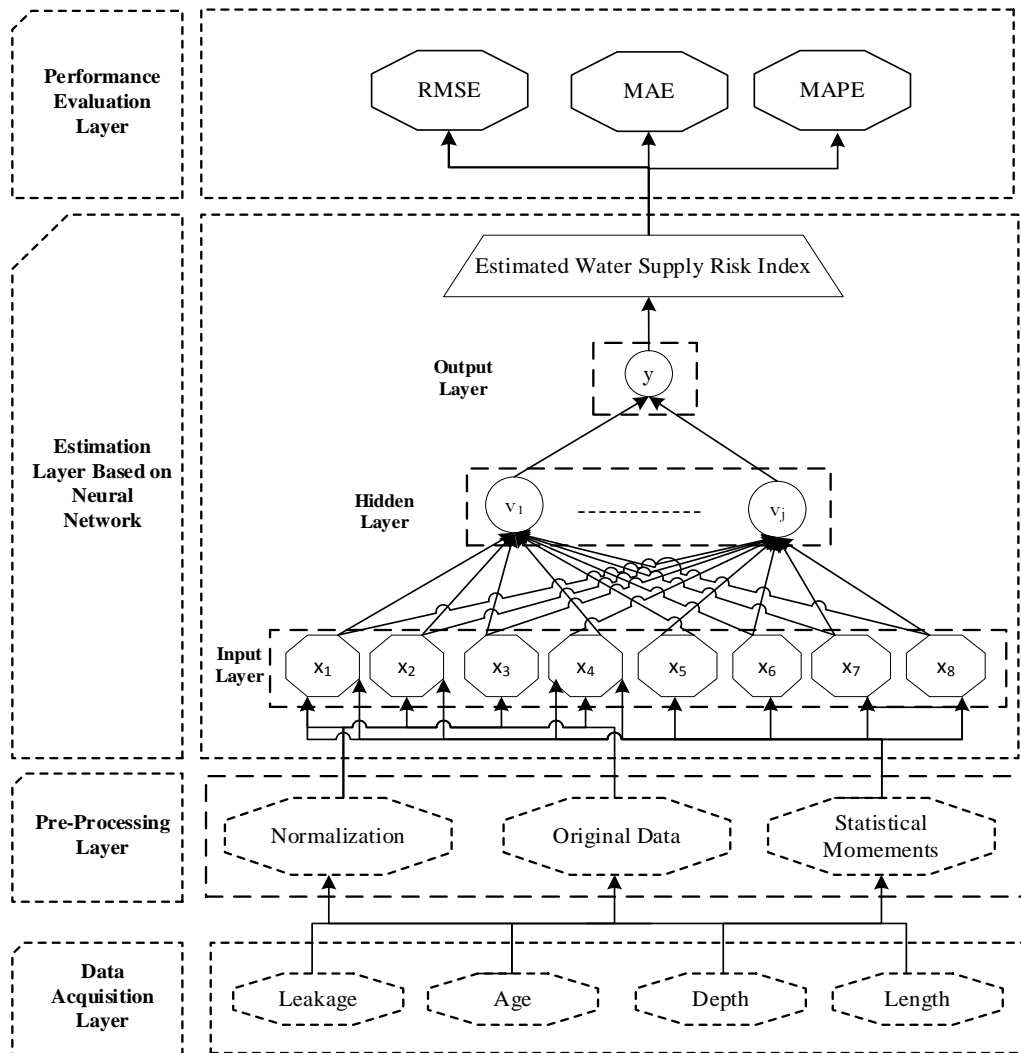 Performance
Evaluation
Layer
RMSE
MAE
MAPE
Estimation
Layer Based on
Neural
Network
Estimated Water Supply Risk Index
Output
Layer
y
Hidden
Layer
v₁
vⱼ
Input
Layer
x₁
x₂
x₃
x₄
x₅
x₆
x₇
x₈
Pre-Processing
Layer
Normalization
Original Data
Statistical
Momements
Data
Acquisition
Layer
Leakage
Age
Depth
Length